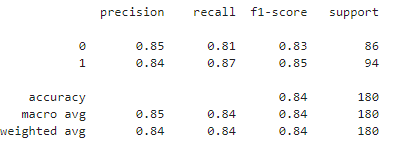 precision recall f1-score support
0 0.85 0.81 0.83 86
1 0.84 0.87 0.85 94
accuracy 0.84 180
macro avg 0.85 0.84 0.84 180
weighted avg 0.84 0.84 0.84 180